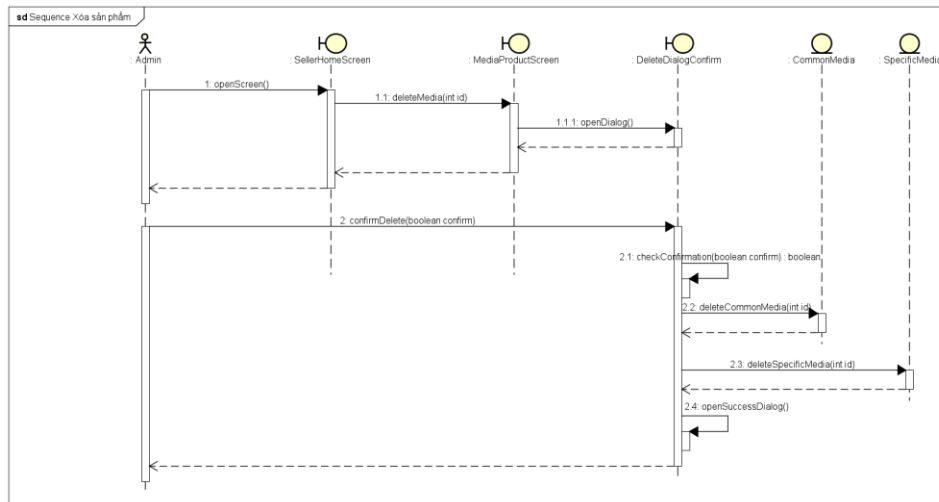 sd Sequence Xóa sản phẩm
: Admin
: SellerHomeScreen
: MediaProductScreen
: DeleteDialogConfirm
: CommonMedia
: SpecificMedia
1: openScreen()
1.1: deleteMedia(int id)
1.1.1: openDialog()
2: confirmDelete(boolean confirm)
2.1: checkConfirmation(boolean confirm) : boolean
2.2: deleteCommonMedia(int id)
2.3: deleteSpecificMedia(int id)
2.4: openSuccessDialog()